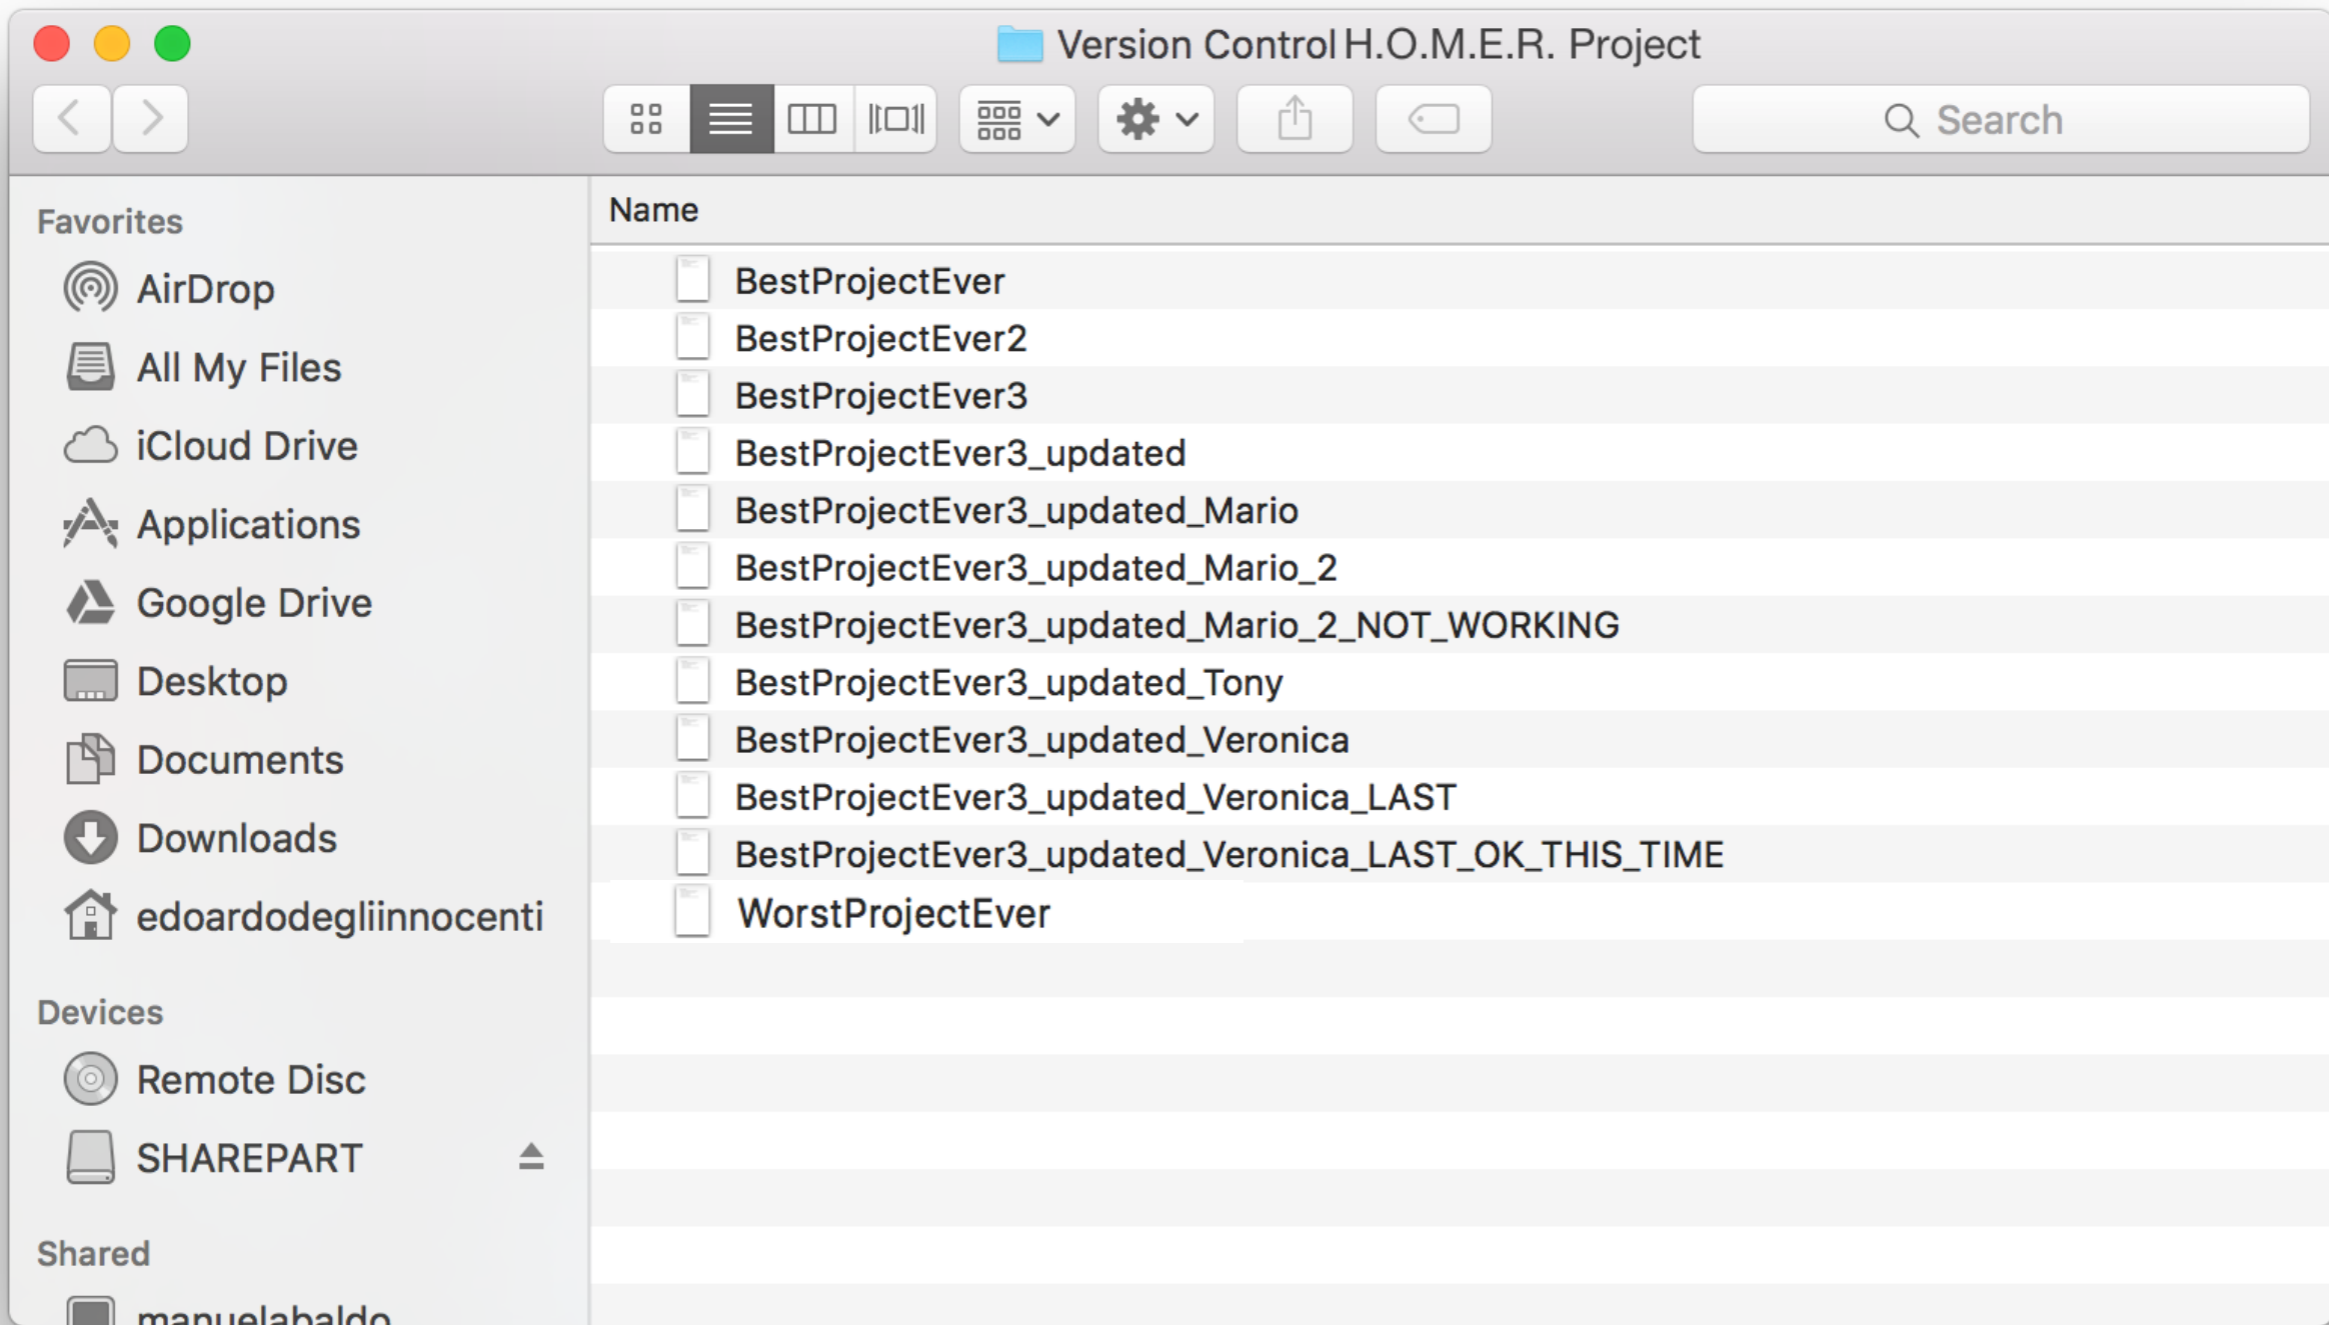 Version Control H.O.M.E.R. Project
Search
Favorites
AirDrop
All My Files
iCloud Drive
Applications
Google Drive
Desktop
Documents
Downloads
edoardodegliinnocenti
Devices
Remote Disc
SHAREPART
Shared
manuelabaldo
Name
BestProjectEver
BestProjectEver2
BestProjectEver3
BestProjectEver3_updated
BestProjectEver3_updated_Mario
BestProjectEver3_updated_Mario_2
BestProjectEver3_updated_Mario_2_NOT_WORKING
BestProjectEver3_updated_Tony
BestProjectEver3_updated_Veronica
BestProjectEver3_updated_Veronica_LAST
BestProjectEver3_updated_Veronica_LAST_OK_THIS_TIME
WorstProjectEver